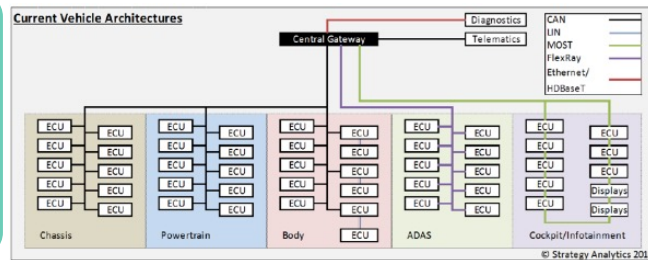 Current Vehicle Architectures
Diagnostics
Central Gateway
Telematics
CAN
LIN
MOST
FlexRay
Ethernet/
HDBaseT
ECU ECU ECU ECU ECU ECU ECU ECU ECU ECU
Chassis
ECU ECU ECU ECU ECU ECU ECU ECU ECU ECU
Powertrain
ECU ECU ECU ECU ECU ECU ECU ECU ECU ECU ECU
Body
ECU ECU ECU ECU ECU ECU ECU ECU ECU ECU
ADAS
ECU ECU ECU ECU ECU ECU ECU ECU Displays Displays
Cockpit/Infotainment
© Strategy Analytics